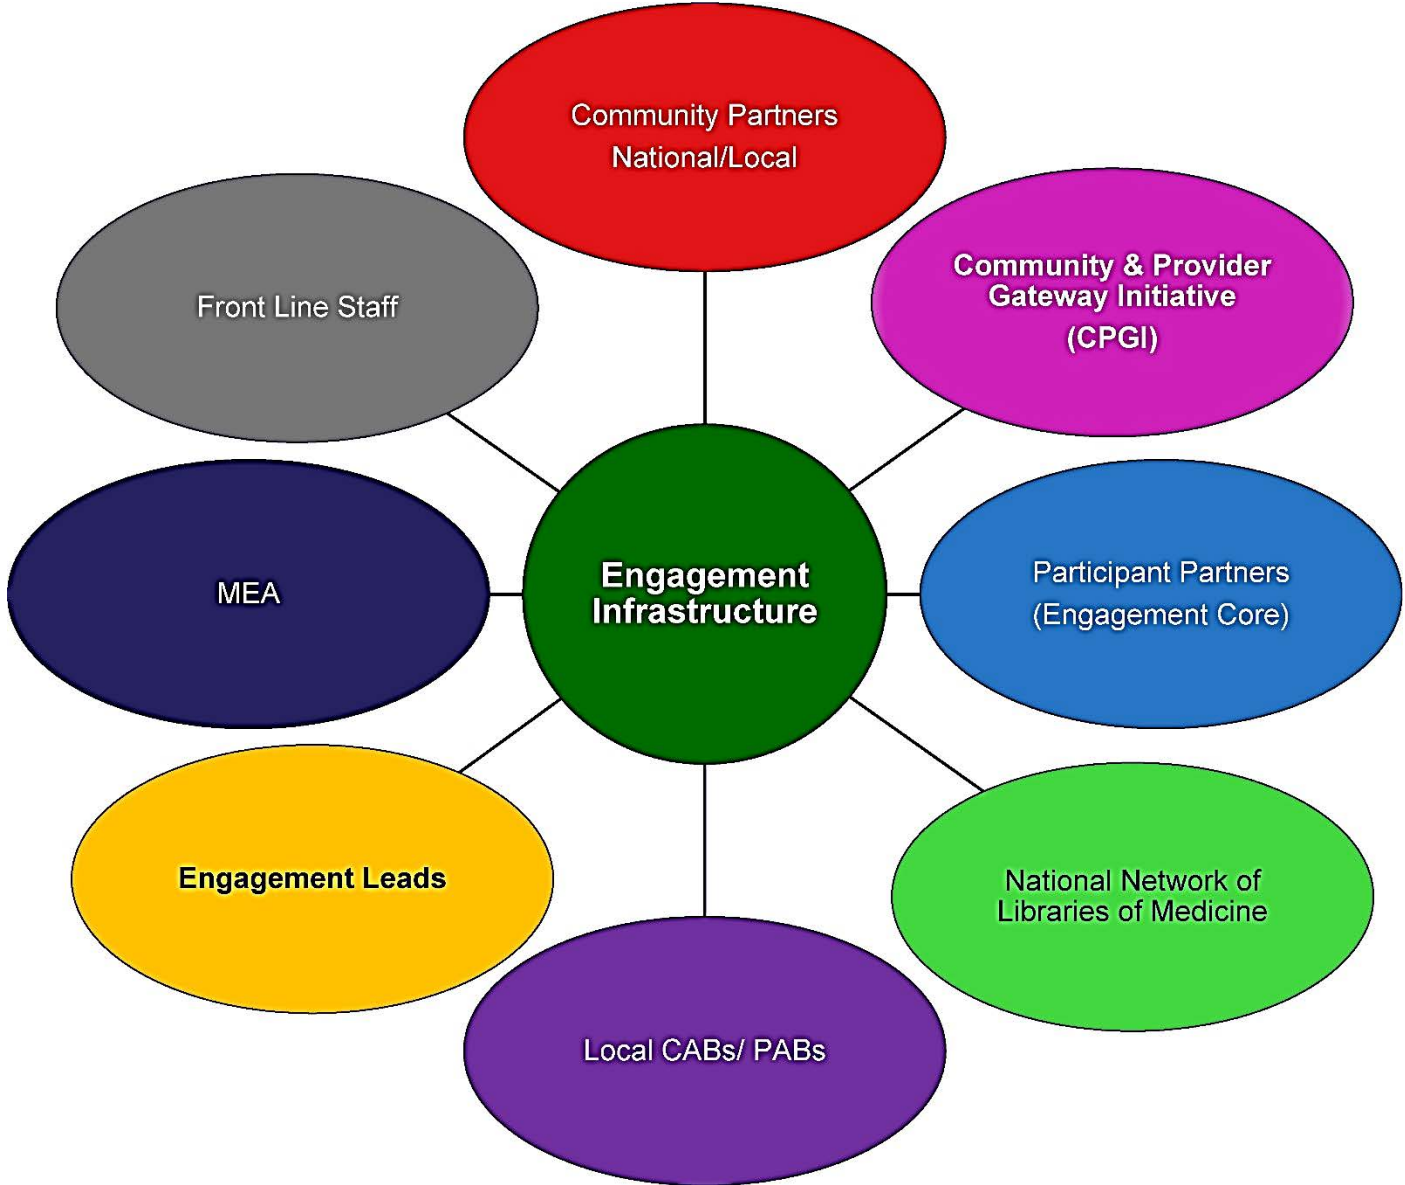 Community Partners
National/Local
Community & Provider
Gateway Initiative
(CPGI)
Front Line Staff
Engagement
Infrastructure
Participant Partners
(Engagement Core)
MEA
Engagement Leads
National Network of
Libraries of Medicine
Local CABs/ PABs